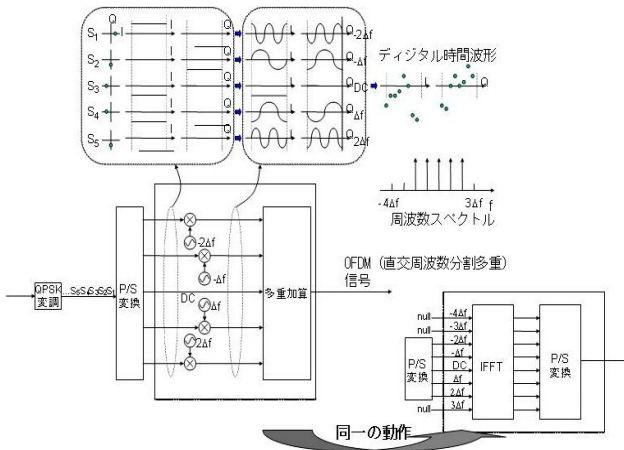 Q
S1 I I Q I Q -2Δf
S2 -Δf
S3 DC
S4 Δf
S5 I Q I Q 2Δf
ディジタル時間波形
I Q
-4Δf 3Δf f
周波数スペクトル
QPSK
変調
...S5S4S3S2S1
P/S
変換
-2Δf
-Δf
DC
Δf
2Δf
多重加算
OFDM (直交周波数分割多重)
信号
null -4Δf
null -3Δf
-2Δf
-Δf
DC
Δf
2Δf
null 3Δf
P/S
変換
IFFT
P/S
変換
同一の動作